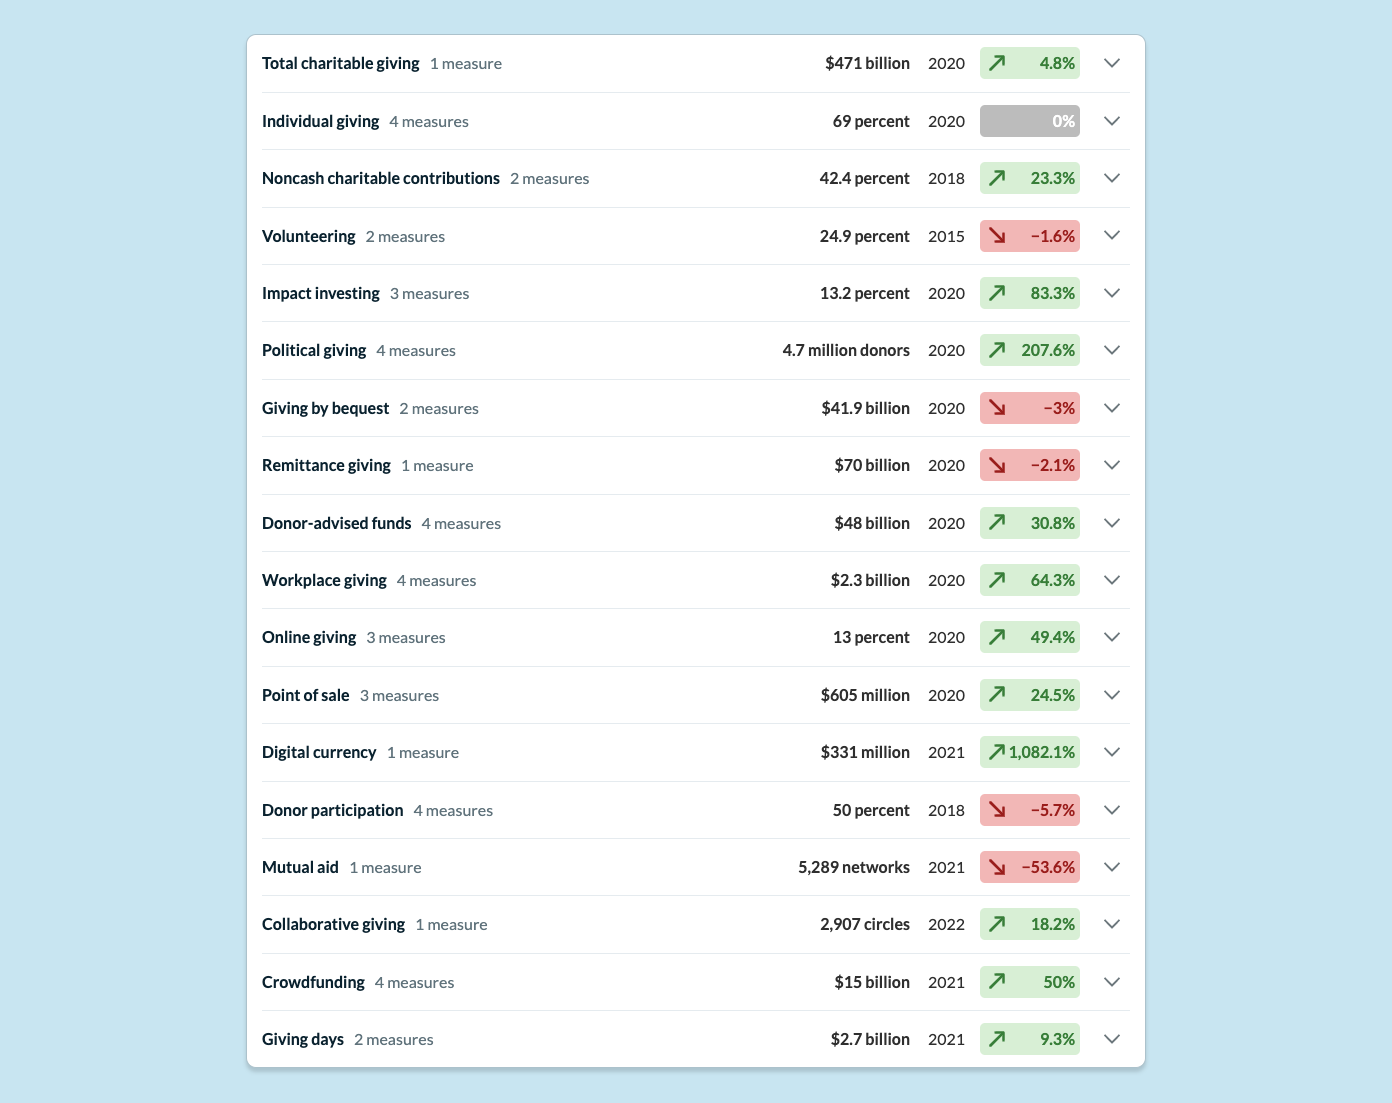 Total charitable giving 1 measure $471 billion 2020 4.8%
Individual giving 4 measures 69 percent 2020 0%
Noncash charitable contributions 2 measures 42.4 percent 2018 23.3%
Volunteering 2 measures 24.9 percent 2015 −1.6%
Impact investing 3 measures 13.2 percent 2020 83.3%
Political giving 4 measures 4.7 million donors 2020 207.6%
Giving by bequest 2 measures $41.9 billion 2020 −3%
Remittance giving 1 measure $70 billion 2020 −2.1%
Donor-advised funds 4 measures $48 billion 2020 30.8%
Workplace giving 4 measures $2.3 billion 2020 64.3%
Online giving 3 measures 13 percent 2020 49.4%
Point of sale 3 measures $605 million 2020 24.5%
Digital currency 1 measure $331 million 2021 1,082.1%
Donor participation 4 measures 50 percent 2018 −5.7%
Mutual aid 1 measure 5,289 networks 2021 −53.6%
Collaborative giving 1 measure 2,907 circles 2022 18.2%
Crowdfunding 4 measures $15 billion 2021 50%
Giving days 2 measures $2.7 billion 2021 9.3%